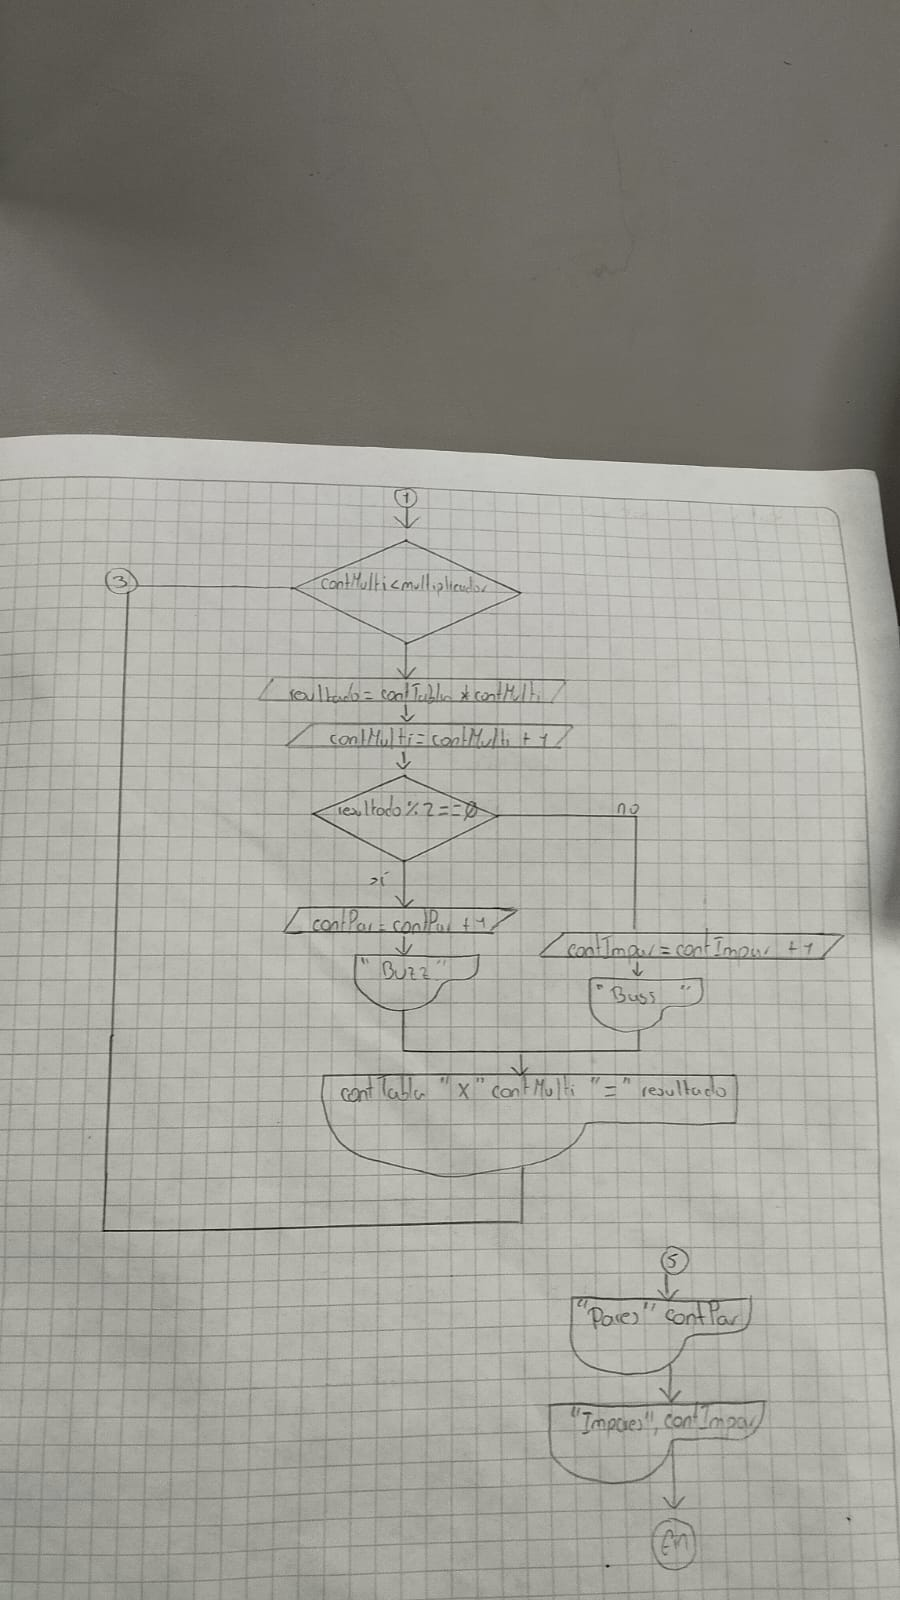 1
3
contMulti<multiplicador
resultado=contTabla *contMulti
contMulti=contMulti +1
resultado%2==0
no
si
contPar=contPar +1
contImpar=contImpar +1
"BUZZ"
"Buss "
contTabla "X" contMulti "=" resultado
5
"Pares" contPar
"Impares", contImpar
Fin